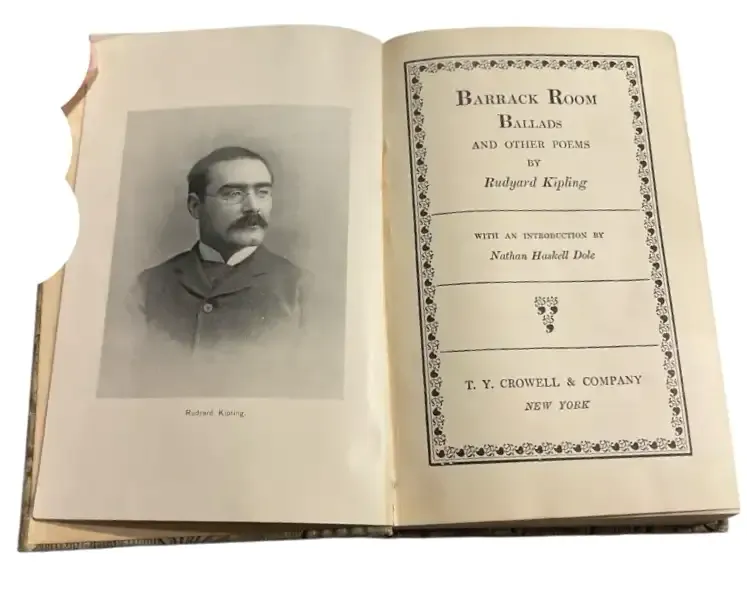 Rudyard Kipling.
BARRACK ROOM
BALLADS
AND OTHER POEMS
BY
Rudyard Kipling
WITH AN INTRODUCTION BY
Nathan Haskell Dole
T. Y. CROWELL & COMPANY
NEW YORK